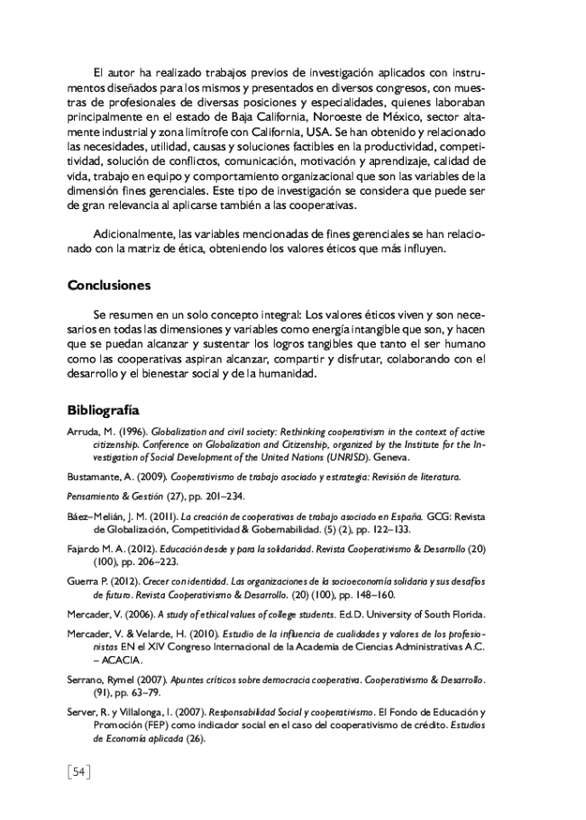 El autor ha realizado trabajos previos de investigación aplicados con instru-
mentos diseñados para los mismos y presentados en diversos congresos, con mues-
tras de profesionales de diversas posiciones y especialidades, quienes laboraban
principalmente en el estado de Baja California, Noroeste de México, sector alta-
mente industrial y zona limítrofe con California, USA. Se han obtenido y relacionado
las necesidades, utilidad, causas y soluciones factibles en la productividad, competi-
tividad, solución de conflictos, comunicación, motivación y aprendizaje, calidad de
vida, trabajo en equipo y comportamiento organizacional que son las variables de la
dimensión fines gerenciales. Este tipo de investigación se considera que puede ser
de gran relevancia al aplicarse también a las cooperativas.
Adicionalmente, las variables mencionadas de fines gerenciales se han relacio-
nado con la matriz de ética, obteniendo los valores éticos que más influyen.
Conclusiones
Se resumen en un solo concepto integral: Los valores éticos viven y son nece-
sarios en todas las dimensiones y variables como energía intangible que son, y hacen
que se puedan alcanzar y sustentar los logros tangibles que tanto el ser humano
como las cooperativas aspiran alcanzar, compartir y disfrutar, colaborando con el
desarrollo y el bienestar social y de la humanidad.
Bibliografía
Arruda, M. (1996). Globalization and civil society: Rethinking cooperativism in the context of active
citizenship. Conference on Globalization and Citizenship, organized by the Institute for the In-
vestigation of Social Development of the United Nations (UNRISD). Geneva.
Bustamante, A. (2009). Cooperativismo de trabajo asociado y estrategia: Revisión de literatura.
Pensamiento & Gestión (27), pp. 201–234.
Báez–Melián, J. M. (2011). La creación de cooperativas de trabajo asociado en España. GCG: Revista
de Globalización, Competitividad & Gobernabilidad. (5) (2), pp. 122–133.
Fajardo M. A. (2012). Educación desde y para la solidaridad. Revista Cooperativismo & Desarrollo (20)
(100), pp. 206–223.
Guerra P. (2012). Crecer con identidad. Las organizaciones de la socioeconomía solidaria y sus desafíos
de futuro. Revista Cooperativismo & Desarrollo. (20) (100), pp. 148–160.
Mercader, V. (2006). A study of ethical values of college students. Ed.D. University of South Florida.
Mercader, V. & Velarde, H. (2010). Estudio de la influencia de cualidades y valores de los profesio-
nistas EN el XIV Congreso Internacional de la Academia de Ciencias Administrativas A.C.
– ACACIA.
Serrano, Rymel (2007). Apuntes críticos sobre democracia cooperativa. Cooperativismo & Desarrollo.
(91), pp. 63–79.
Server, R. y Villalonga, I. (2007). Responsabilidad Social y cooperativismo. El Fondo de Educación y
Promoción (FEP) como indicador social en el caso del cooperativismo de crédito. Estudios
de Economía aplicada (26).
[54]